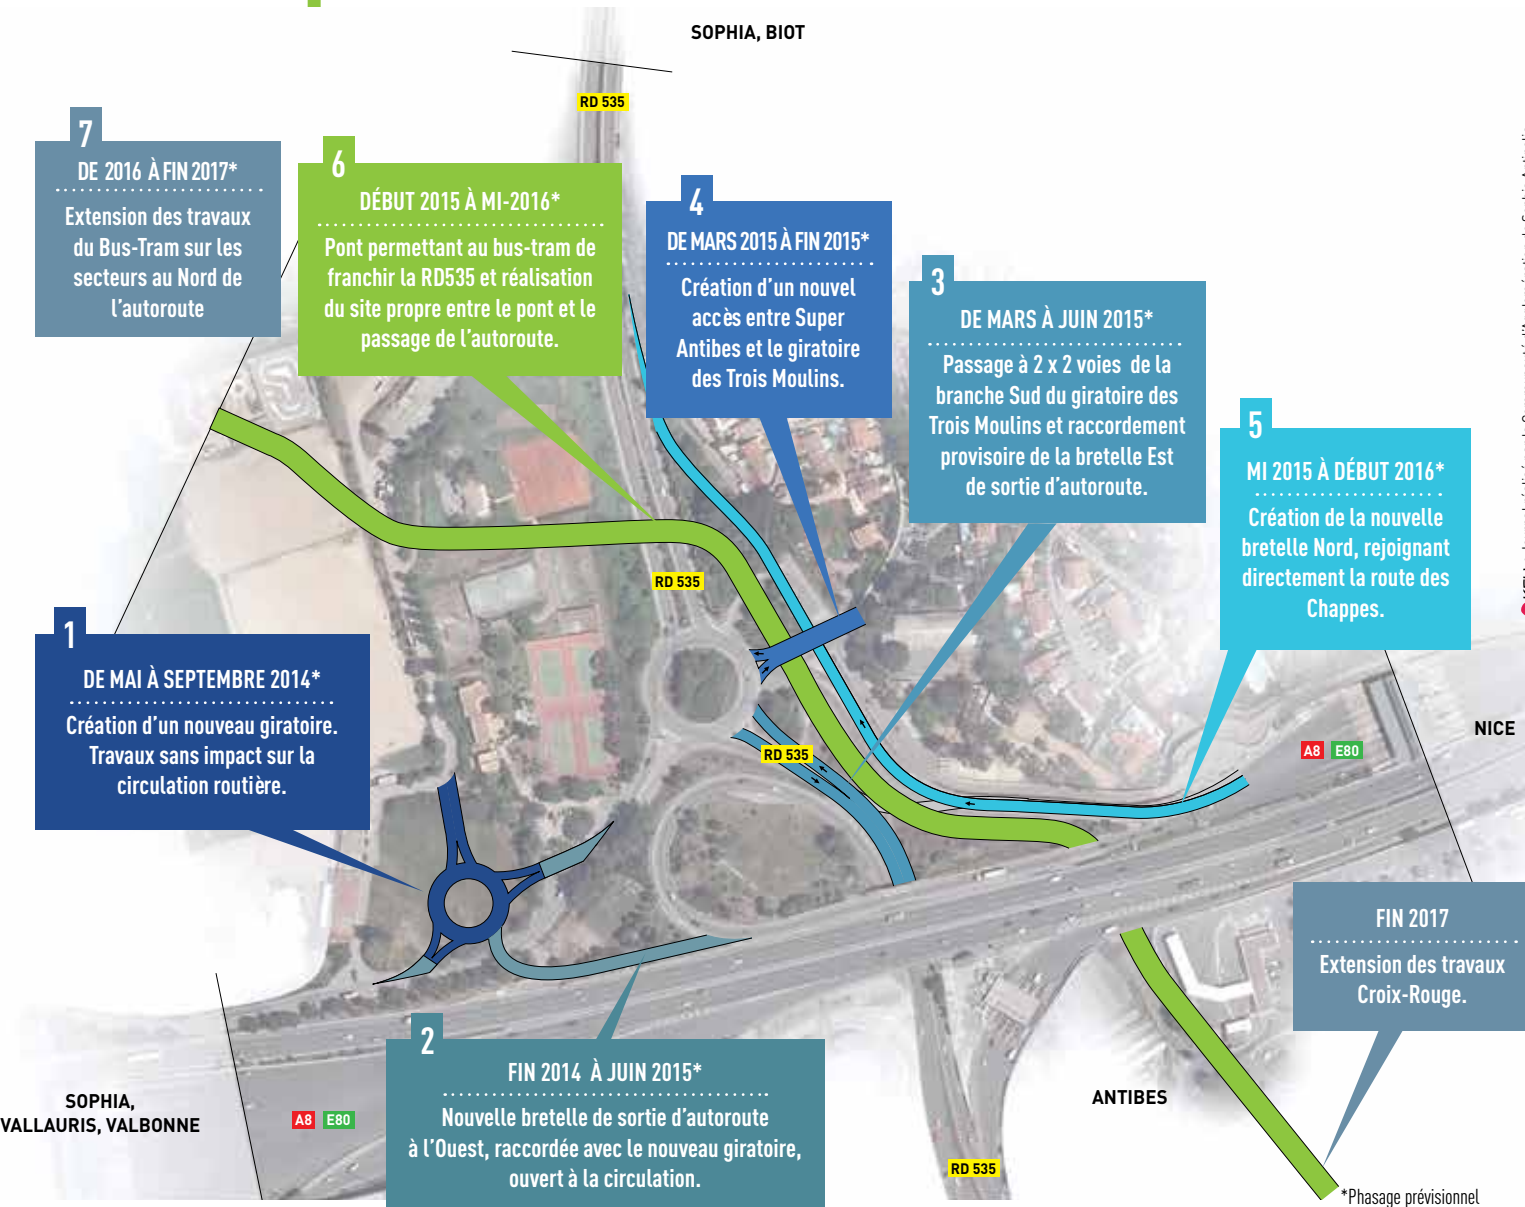 SOPHIA, BIOT
RD 535
7
DE 2016 À FIN 2017*
Extension des travaux
du Bus-Tram sur les
secteurs au Nord de
l'autoroute
6
DÉBUT 2015 À MI-2016*
Pont permettant au bus-tram de
franchir la RD535 et réalisation
du site propre entre le pont et le
passage de l'autoroute.
4
DE MARS 2015 À FIN 2015*
Création d'un nouvel
accès entre Super
Antibes et le giratoire
des Trois Moulins.
3
DE MARS À JUIN 2015*
Passage à 2 x 2 voies de la
branche Sud du giratoire des
Trois Moulins et raccordement
provisoire de la bretelle Est
de sortie d'autoroute.
5
MI 2015 À DÉBUT 2016*
Création de la nouvelle
bretelle Nord, rejoignant
directement la route des
Chappes.
RD 535
1
DE MAI À SEPTEMBRE 2014*
Création d'un nouveau giratoire.
Travaux sans impact sur la
circulation routière.
RD 535
A8 E80
NICE
FIN 2017
Extension des travaux
Croix-Rouge.
2
FIN 2014 À JUIN 2015*
Nouvelle bretelle de sortie d'autoroute
à l'Ouest, raccordée avec le nouveau giratoire,
ouvert à la circulation.
SOPHIA,
VALLAURIS, VALBONNE
A8 E80
ANTIBES
RD 535
*Phasage prévisionnel